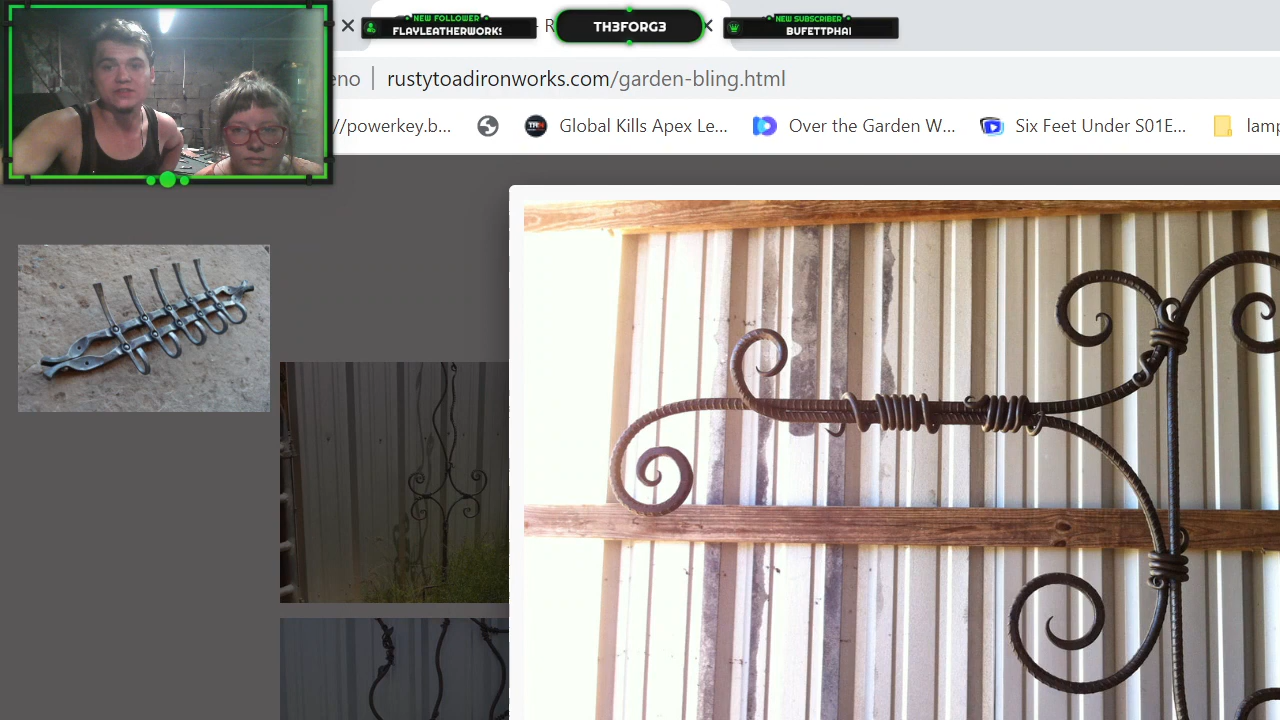 NEW FOLLOWER
FLAYLEATHERWORKS
- R
TH3FORG3
NEW SUBSCRIBER
BUFETTPHAI
eno
rustytoadironworks.com/garden-bling.html
//powerkey.b...
TRN
Global Kills Apex Le...
Over the Garden W...
Six Feet Under S01E...
lamp